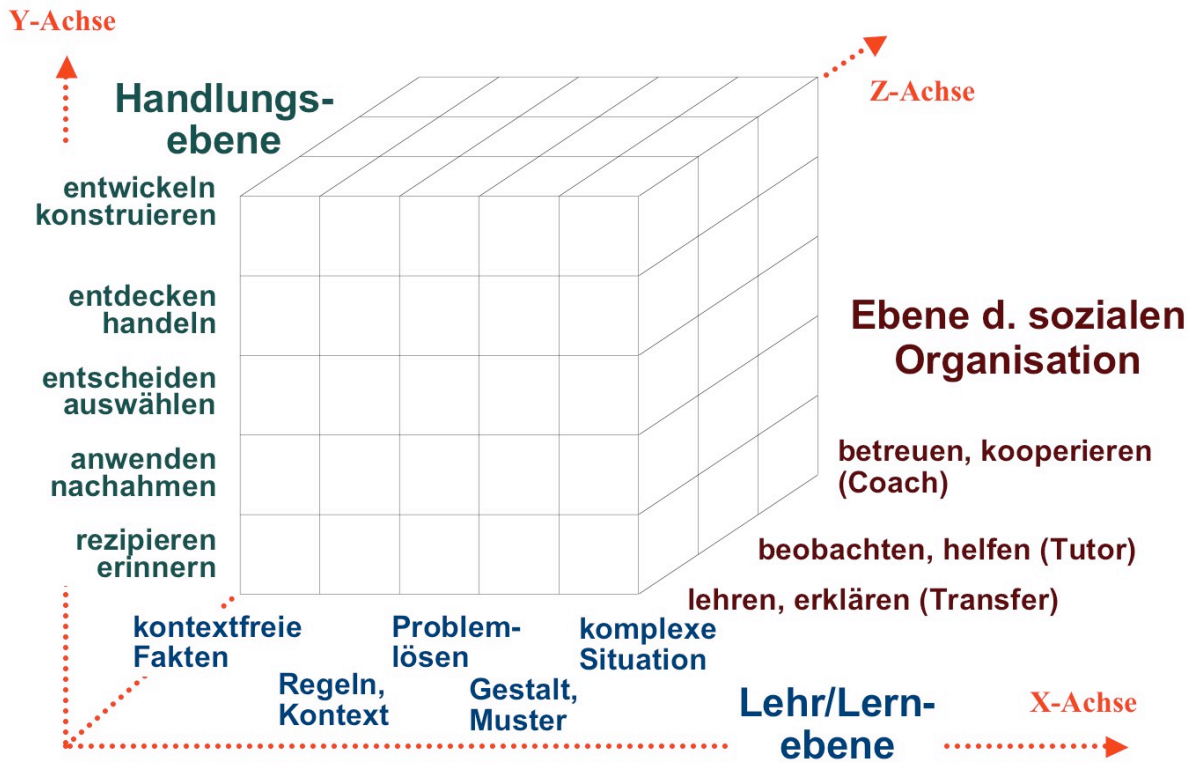 Y-Achse
Z-Achse
Handlungs-
ebene
entwickeln
konstruieren
entdecken
handeln
entscheiden
auswählen
anwenden
nachahmen
rezipieren
erinnern
Ebene d. sozialen
Organisation
betreuen, kooperieren
(Coach)
beobachten, helfen (Tutor)
lehren, erklären (Transfer)
kontextfreie
Fakten
Regeln,
Kontext
Problem-
lösen
Gestalt,
Muster
komplexe
Situation
Lehr/Lern-
ebene
X-Achse